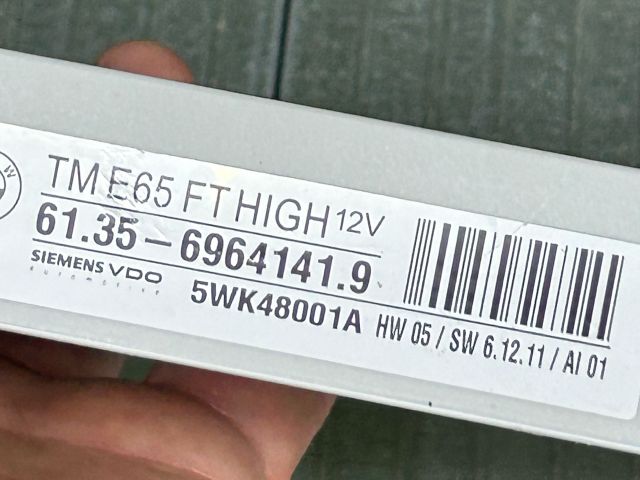 TM E65 FT HIGH 12V
61.35-6964141.9
SIEMENS VDO
automotive
5WK48001A HW 05 / SW 6.12.11 / AI 01